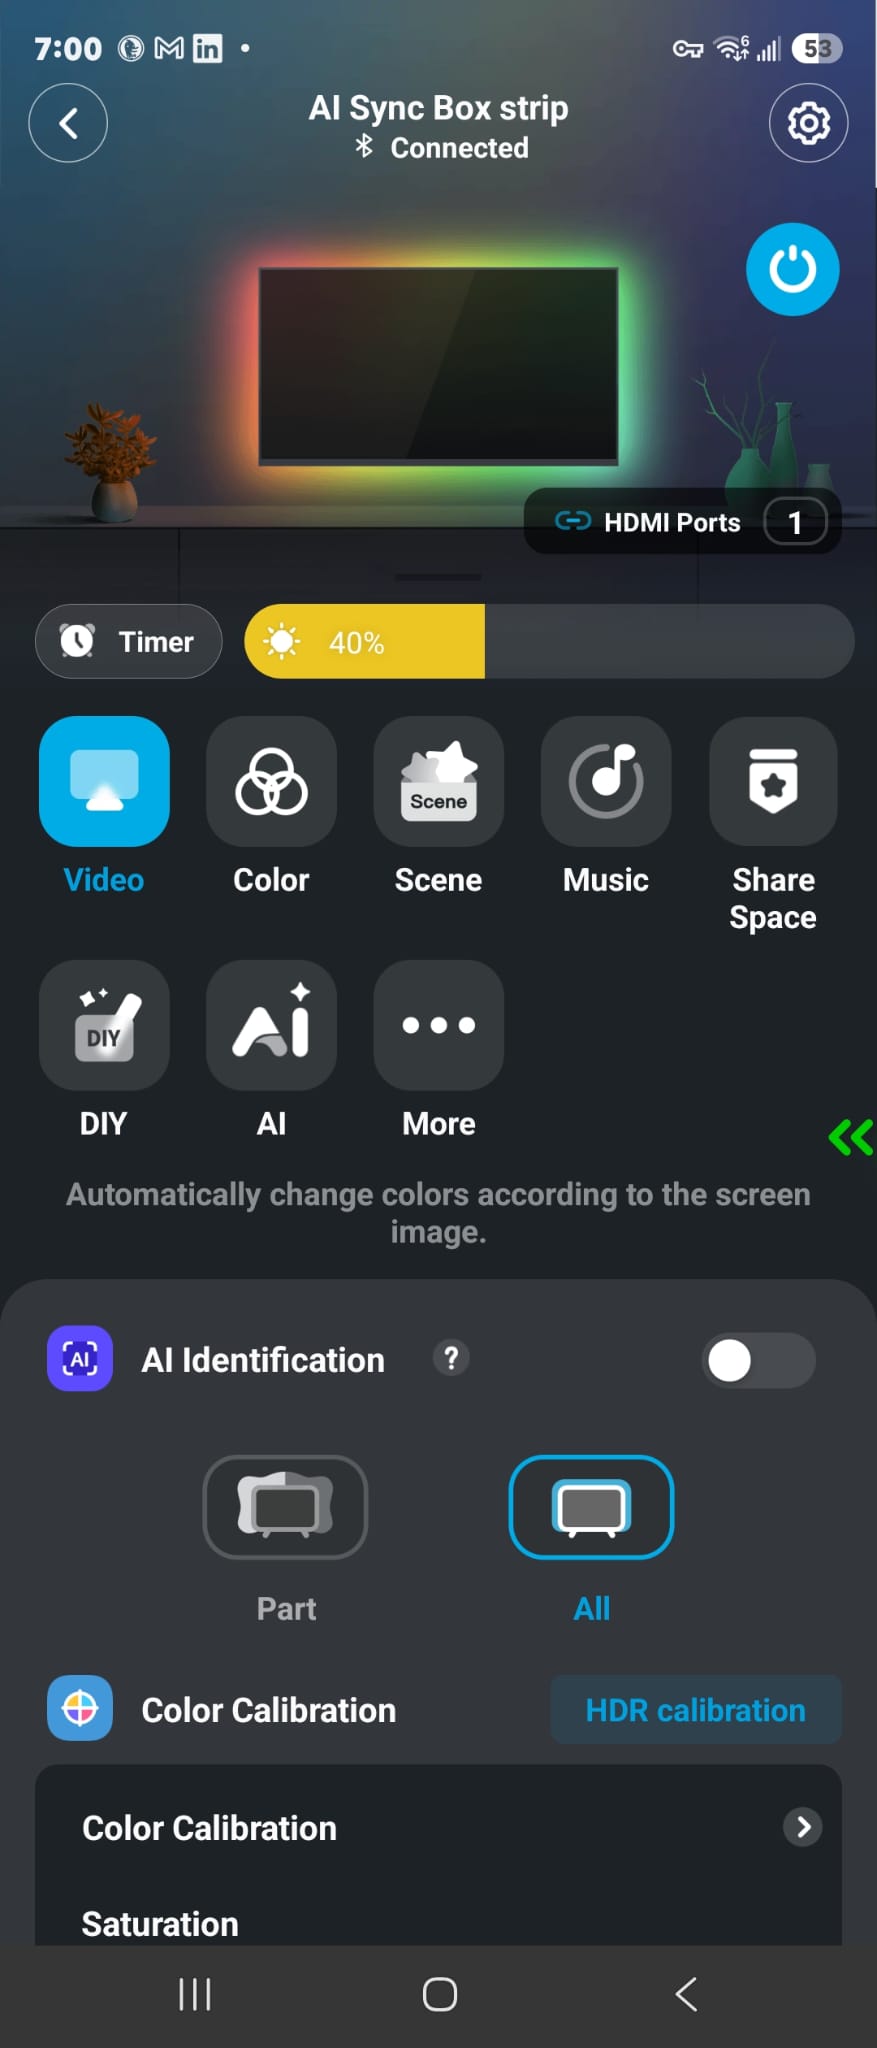 7:00
6
53
AI Sync Box strip
Connected
HDMI Ports 1
Timer
40%
Scene
Video
Color
Scene
Music
Share
Space
DIY
Ai
DIY
AI
More
Automatically change colors according to the screen
image.
AI
AI Identification ?
Part
All
Color Calibration
HDR calibration
Color Calibration
Saturation